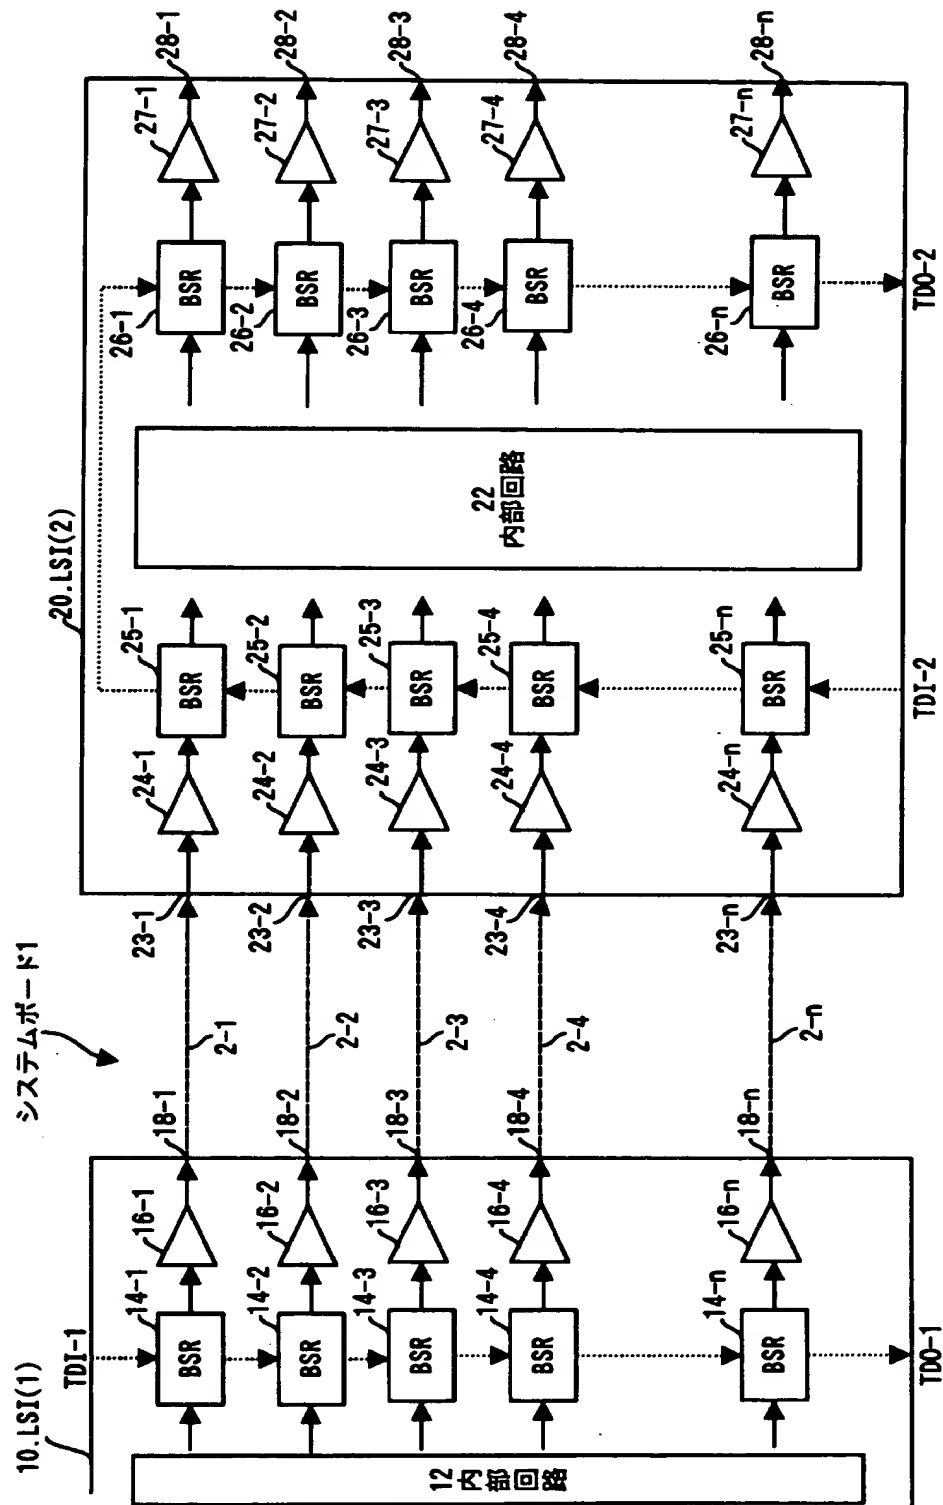 システムボード1
10.LSI(1)
TDI-1
12内部回路
14-1
BSR
16-1
18-1
14-2
BSR
16-2
18-2
14-3
BSR
16-3
18-3
14-4
BSR
16-4
18-4
14-n
BSR
16-n
18-n
TDO-1
2-1
2-2
2-3
2-4
2-n
20.LSI(2)
23-1
24-1
25-1
BSR
23-2
24-2
25-2
BSR
23-3
24-3
25-3
BSR
23-4
24-4
25-4
BSR
23-n
24-n
25-n
BSR
TDI-2
22
内部回路
26-1
BSR
27-1
28-1
26-2
BSR
27-2
28-2
26-3
BSR
27-3
28-3
26-4
BSR
27-4
28-4
26-n
BSR
27-n
28-n
TDO-2